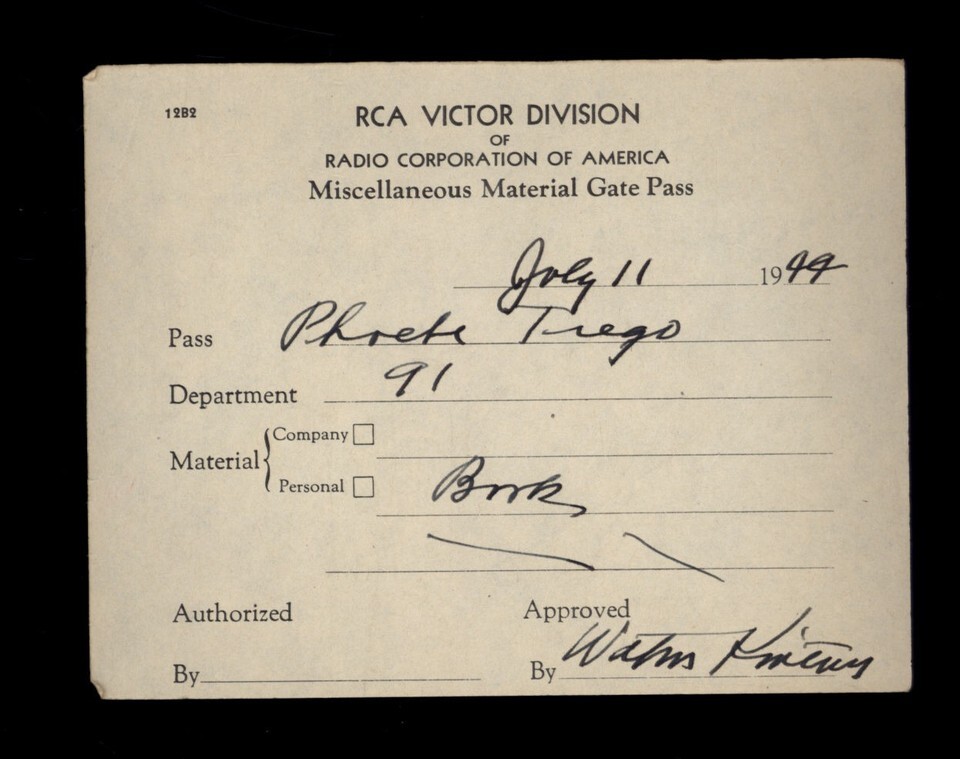 12B2
RCA VICTOR DIVISION
OF
RADIO CORPORATION OF AMERICA
Miscellaneous Material Gate Pass
July 11 1944
Pass Phoebe Trego
Department 91
Material Company
Personal Book
Authorized Approved
By By